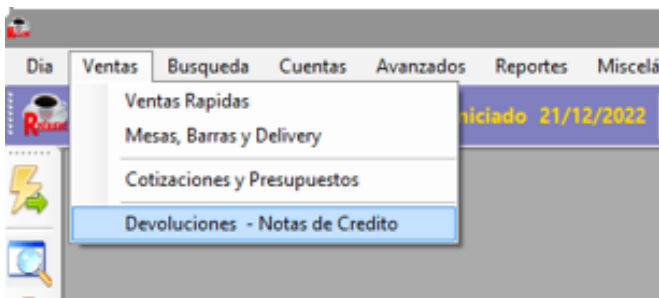 Dia Ventas Busqueda Cuentas Avanzados Reportes Miscelá
Ventas Rapidas
niciado 21/12/2022
Mesas, Barras y Delivery
Cotizaciones y Presupuestos
Devoluciones - Notas de Credito